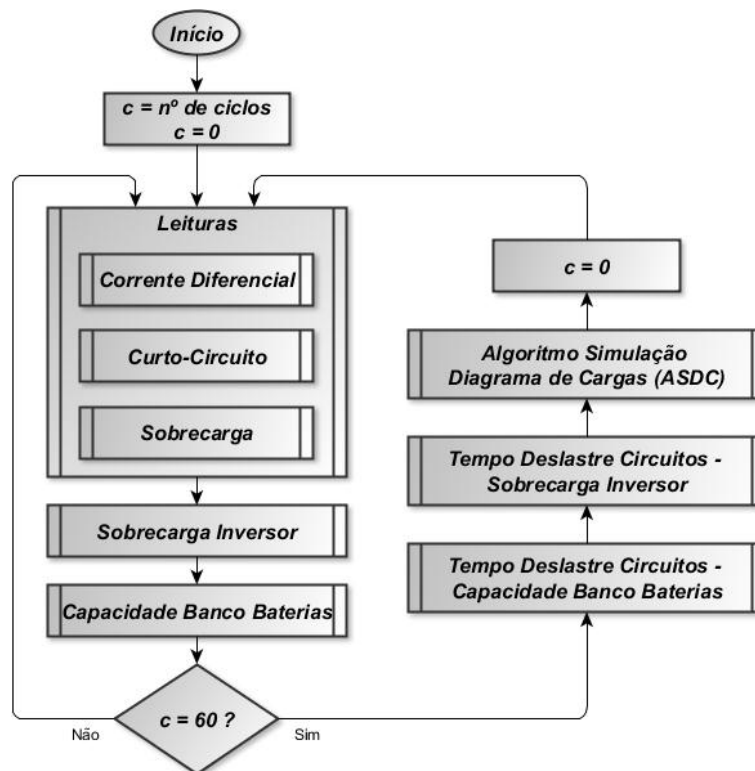 Início
c = nº de ciclos
c = 0
Leituras
Corrente Diferencial
Curto-Circuito
Sobrecarga
Sobrecarga Inversor
Capacidade Banco Baterias
c = 60 ?
Não
Sim
Tempo Deslastre Circuitos -
Capacidade Banco Baterias
Tempo Deslastre Circuitos -
Sobrecarga Inversor
Algoritmo Simulação
Diagrama de Cargas (ASDC)
c = 0